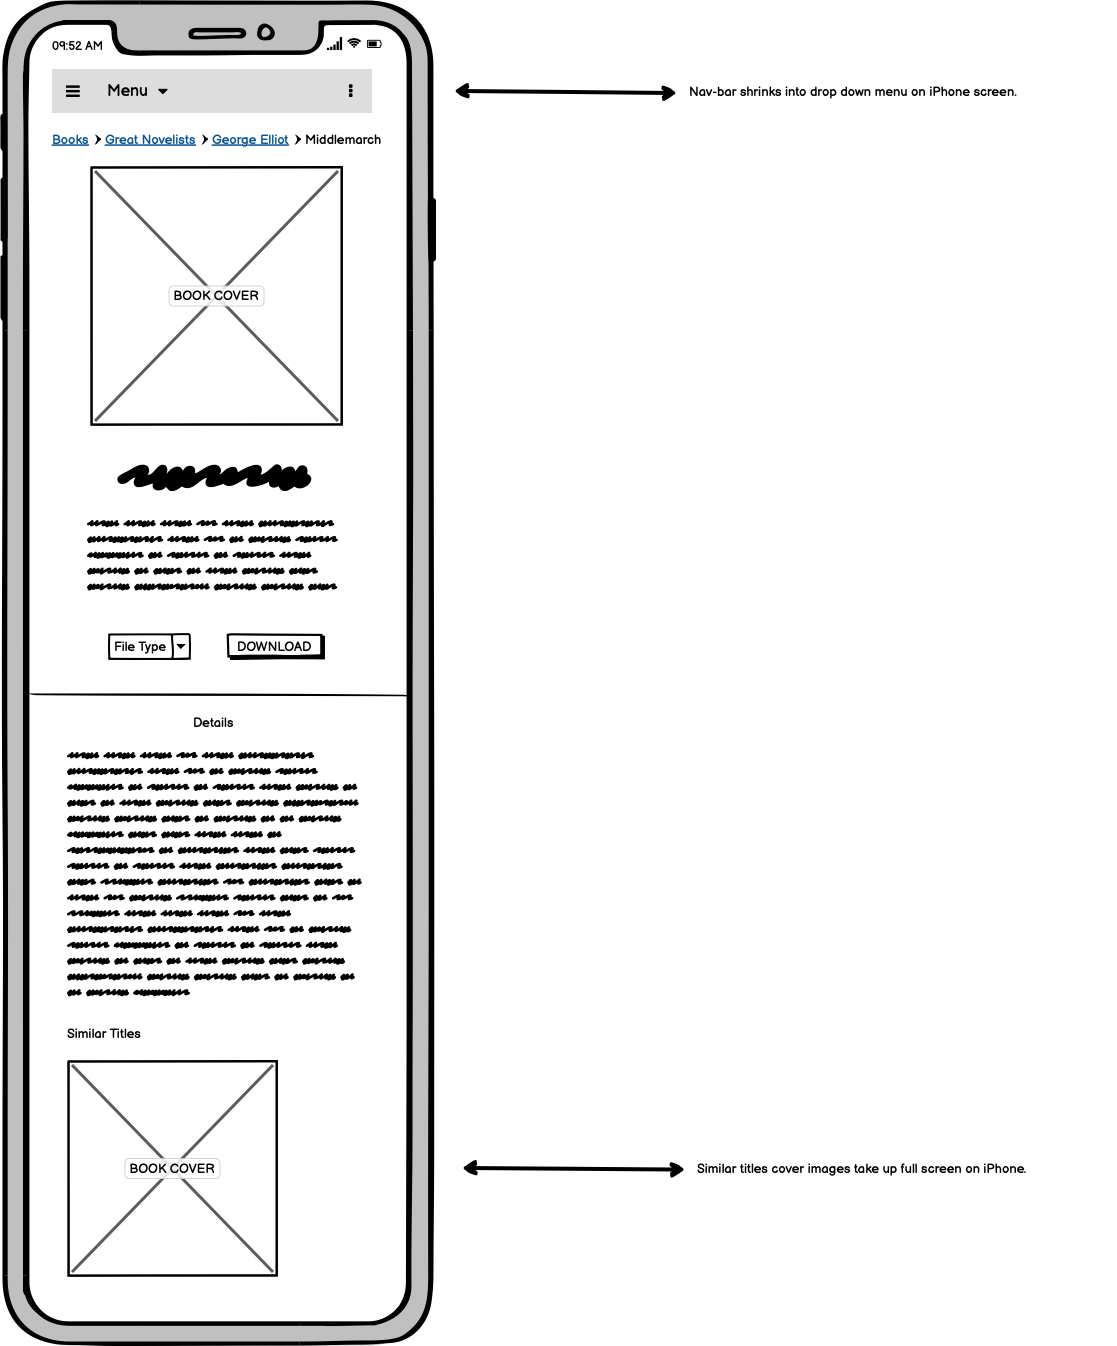 09:52 AM
Menu
Nav-bar shrinks into drop down menu on iPhone screen.
Books Great Novelists George Elliot Middlemarch
BOOK COVER
File Type DOWNLOAD
Details
Similar Titles
BOOK COVER
Similar titles cover images take up full screen on iPhone.